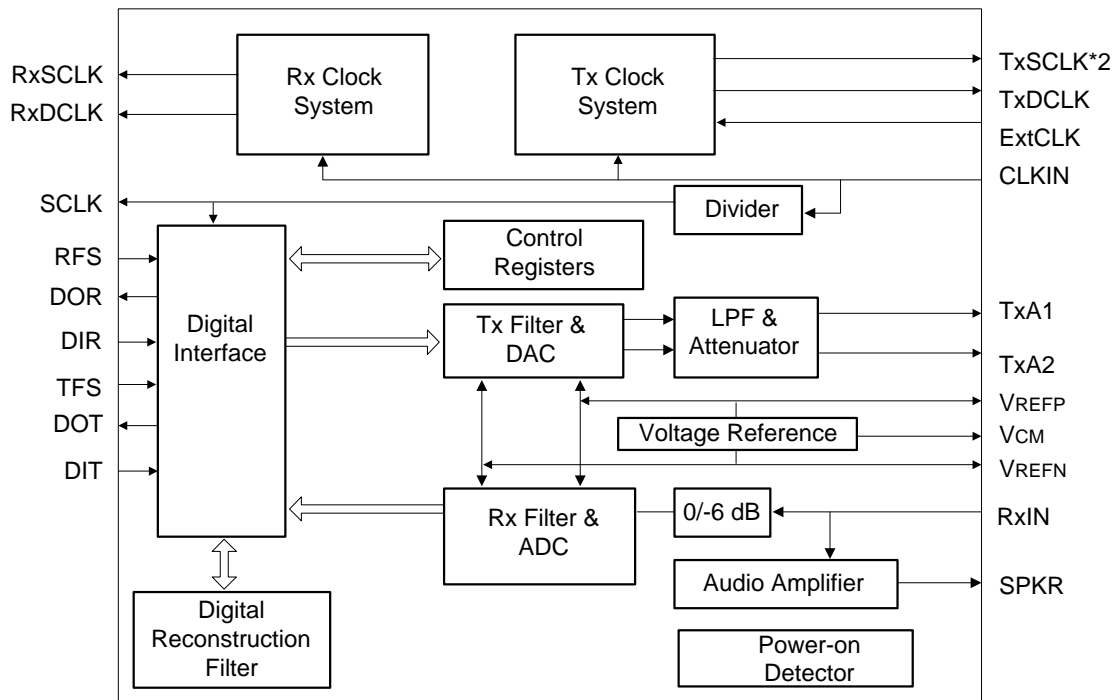 RxSCLK
RxDCLK
SCLK
RFS
DOR
DIR
TFS
DOT
DIT
Rx Clock
System
Tx Clock
System
Divider
Control
Registers
Digital
Interface
Tx Filter &
DAC
LPF &
Attenuator
Voltage Reference
Rx Filter &
ADC
0/-6 dB
Audio Amplifier
Digital
Reconstruction
Filter
Power-on
Detector
TxSCLK*2
TxDCLK
ExtCLK
CLKIN
TxA1
TxA2
VREFP
VCM
VREFN
RxIN
SPKR